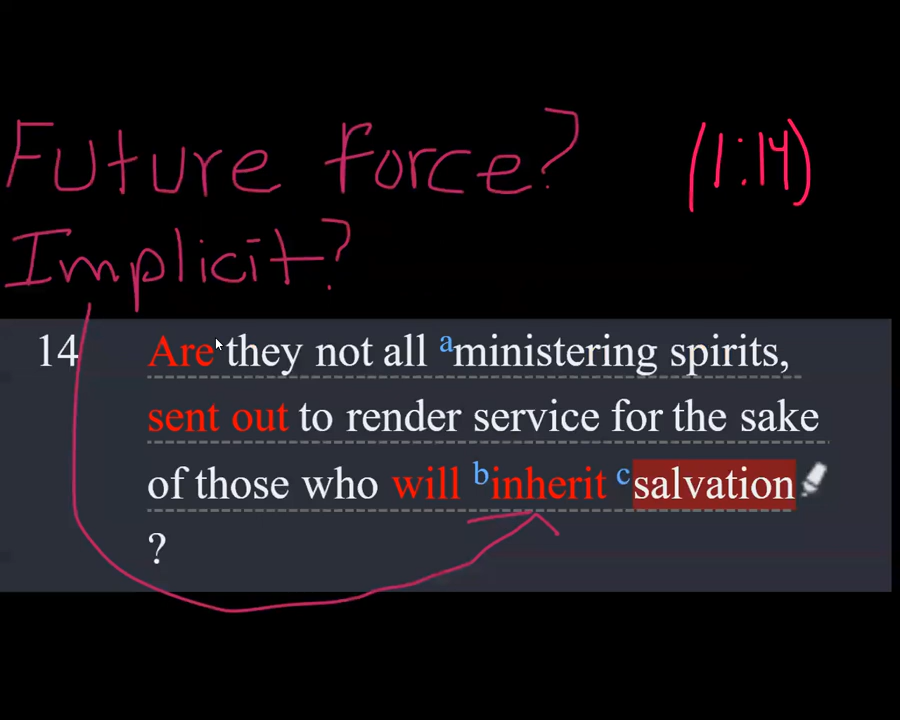 Future force? (1:14)
Implicit?
14 Are they not all aministering spirits,
sent out to render service for the sake
of those who will binherit csalvation
?